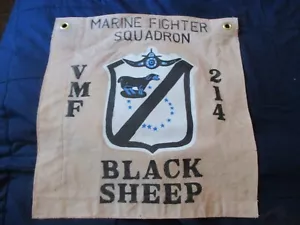 MARINE FIGHTER
SQUADRON
VMF
214
BLACK
SHEEP